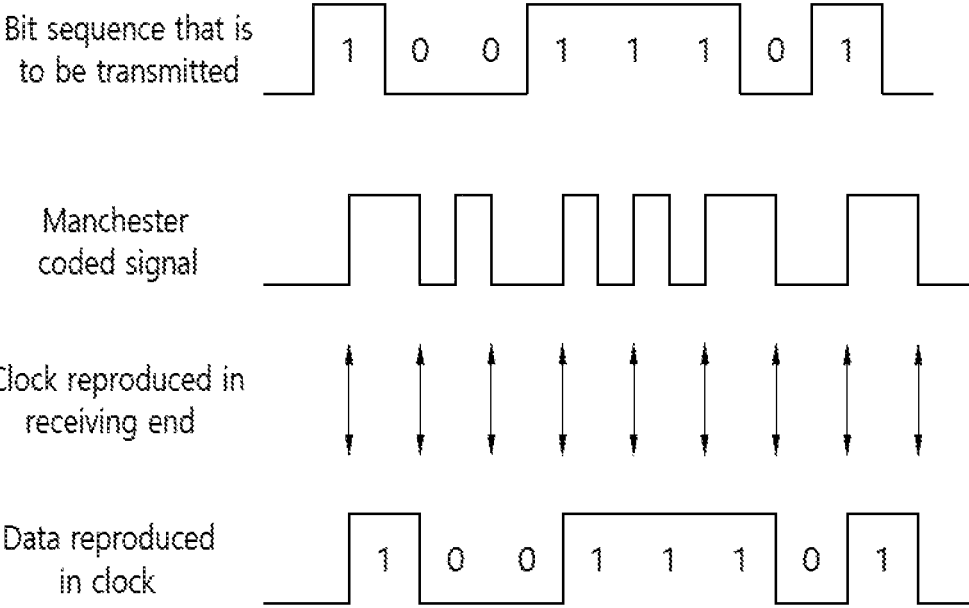 Bit sequence that is
to be transmitted
1 0 0 1 1 1 0 1
Manchester
coded signal
Clock reproduced in
receiving end
Data reproduced
in clock
1 0 0 1 1 1 0 1